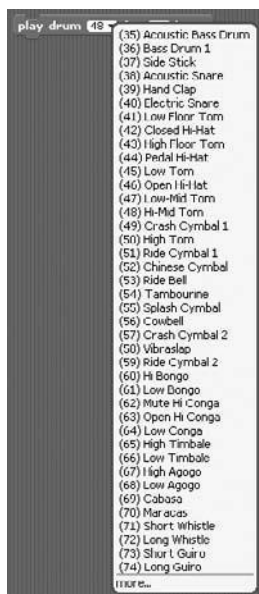 play drum 48
(35) Acoustic Bass Drum
(36) Bass Drum 1
(37) Side Stick
(38) Acoustic Snare
(39) Hand Clap
(40) Electric Snare
(41) Low Floor Tom
(42) Closed Hi-Hat
(43) High Floor Tom
(44) Pedal Hi-Hat
(45) Low Tom
(46) Open Hi-Hat
(47) Low-Mid Tom
(48) Hi-Mid Tom
(49) Crash Cymbal 1
(50) High Tom
(51) Ride Cymbal 1
(52) Chinese Cymbal
(53) Ride Bell
(54) Tambourine
(55) Splash Cymbal
(56) Cowbell
(57) Crash Cymbal 2
(58) Vibraslap
(59) Ride Cymbal 2
(60) Hi Bongo
(61) Low Bongo
(62) Mute Hi Conga
(63) Open Hi Conga
(64) Low Conga
(65) High Timbale
(66) Low Timbale
(67) High Agogo
(68) Low Agogo
(69) Cabasa
(70) Maracas
(71) Short Whistle
(72) Long Whistle
(73) Short Guiro
(74) Long Guiro
more...